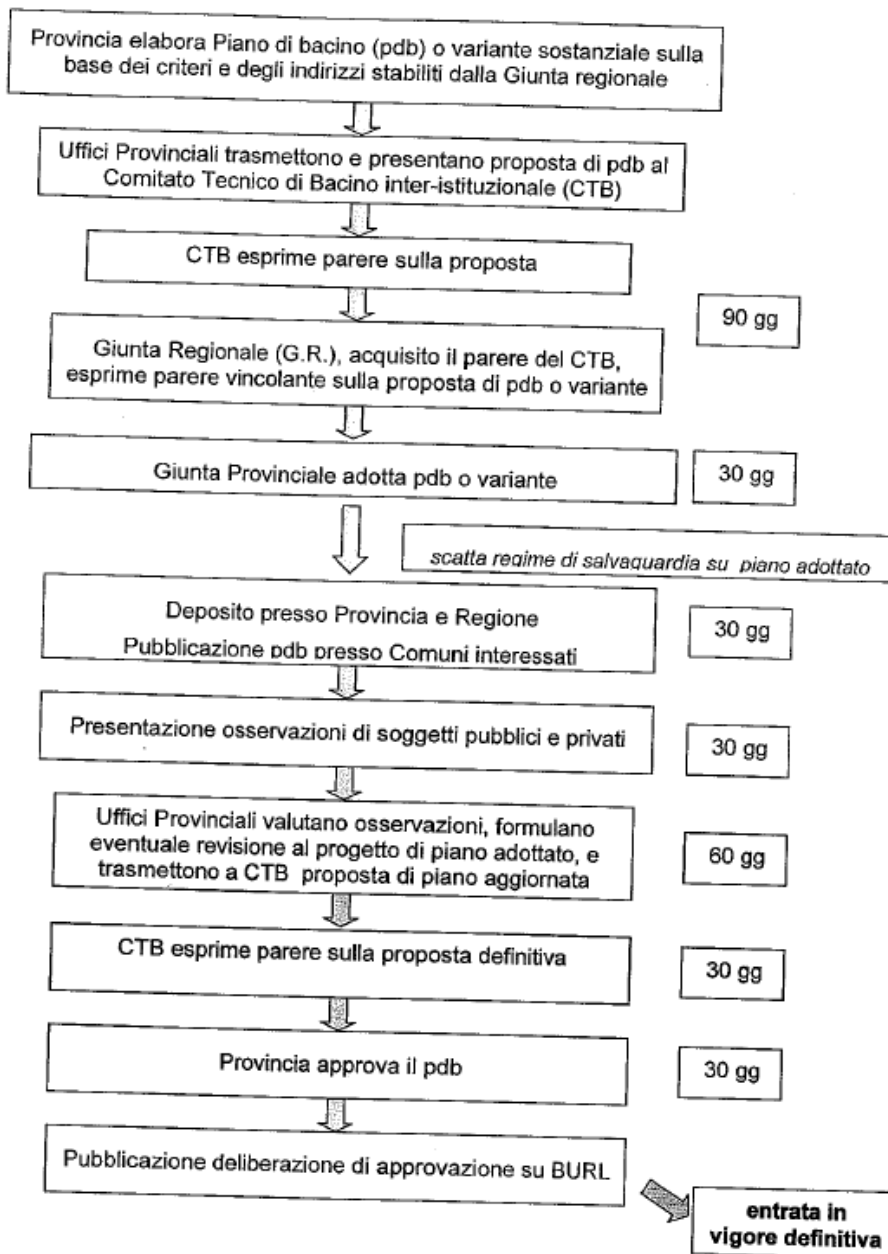 Provincia elabora Piano di bacino (pdb) o variante sostanziale sulla
base dei criteri e degli indirizzi stabiliti dalla Giunta regionale
Uffici Provinciali trasmettono e presentano proposta di pdb al
Comitato Tecnico di Bacino inter-istituzionale (CTB)
CTB esprime parere sulla proposta
90 gg
Giunta Regionale (G.R.), acquisito il parere del CTB,
esprime parere vincolante sulla proposta di pdb o variante
Giunta Provinciale adotta pdb o variante
30 gg
scatta regime di salvaguardia su piano adottato
Deposito presso Provincia e Regione
Pubblicazione pdb presso Comuni interessati
30 gg
Presentazione osservazioni di soggetti pubblici e privati
30 gg
Uffici Provinciali valutano osservazioni, formulano
eventuale revisione al progetto di piano adottato, e
trasmettono a CTB proposta di piano aggiornata
60 gg
CTB esprime parere sulla proposta definitiva
30 gg
Provincia approva il pdb
30 gg
Pubblicazione deliberazione di approvazione su BURL
entrata in
vigore definitiva